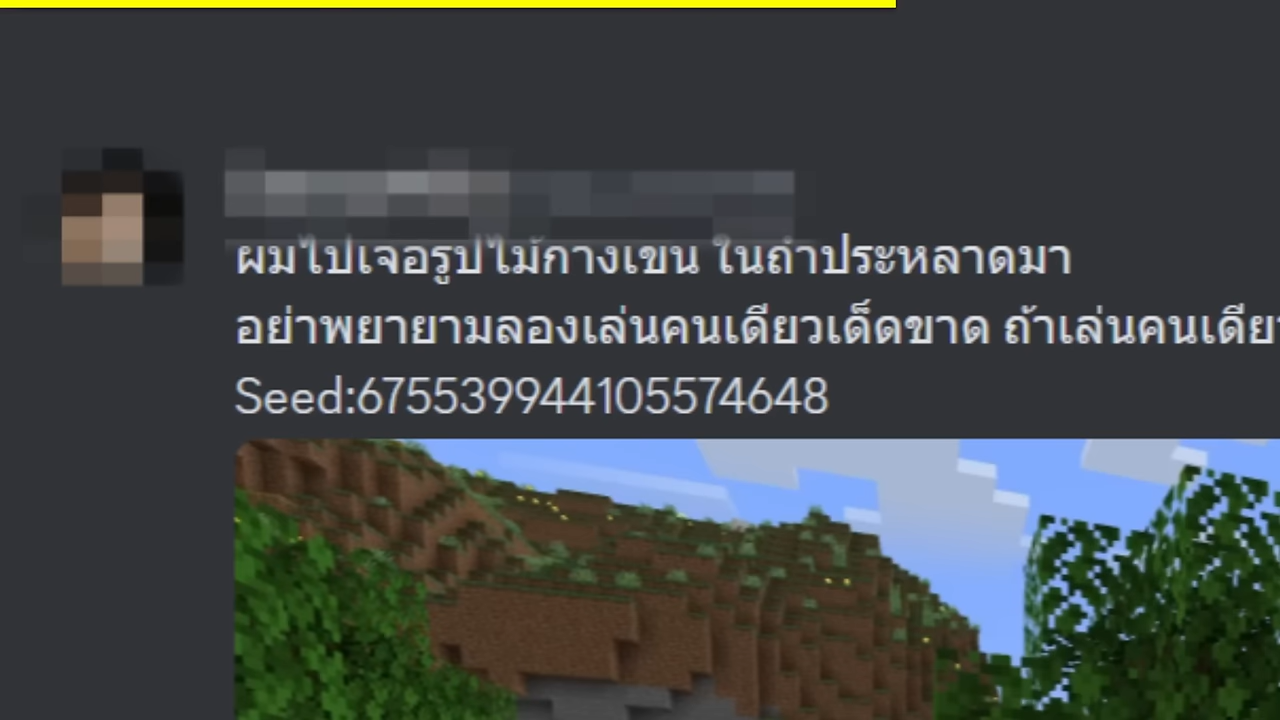 ผมไปเจอรูปไม้กางเขน ในถ้ำประหลาดมา
อย่าพยายามลองเล่นคนเดียวเด็ดขาด ถ้าเล่นคนเดียว
Seed:675539944105574648